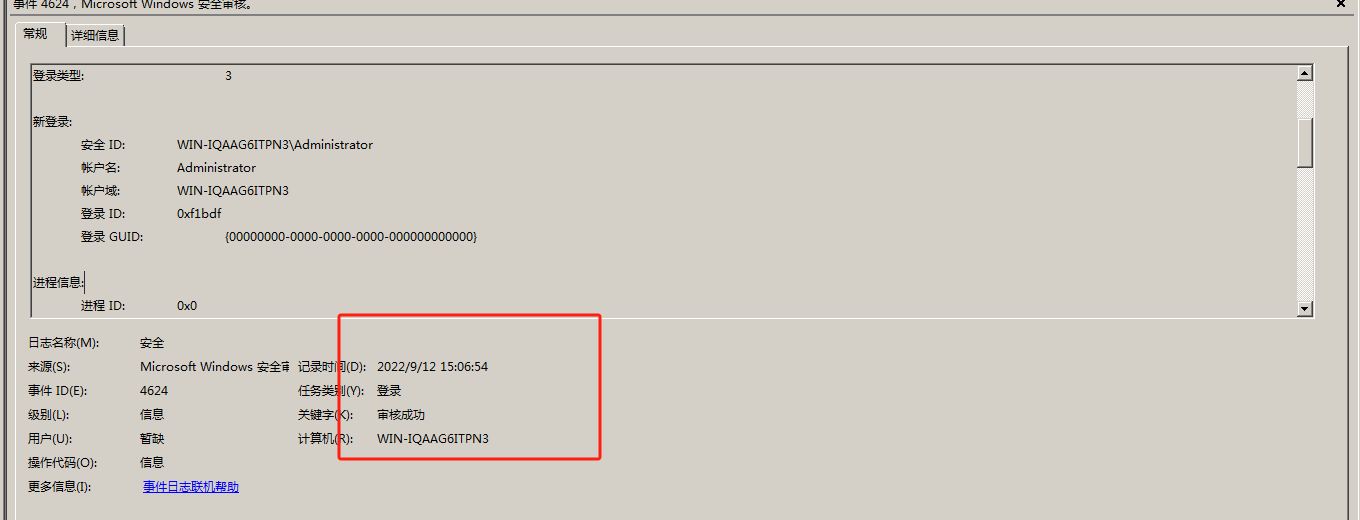 事件 4624，Microsoft Windows 安全审核。
常规 详细信息
登录类型: 3
新登录:
安全 ID: WIN-IQAAG6ITPN3\Administrator
帐户名: Administrator
帐户域: WIN-IQAAG6ITPN3
登录 ID: 0xf1bdf
登录 GUID: {00000000-0000-0000-0000-000000000000}
进程信息:
进程 ID: 0x0
日志名称(M): 安全
来源(S): Microsoft Windows 安全审 记录时间(D): 2022/9/12 15:06:54
事件 ID(E): 4624 任务类别(Y): 登录
级别(L): 信息 关键字(K): 审核成功
用户(U): 暂缺 计算机(R): WIN-IQAAG6ITPN3
操作代码(O): 信息
更多信息(I): 事件日志联机帮助